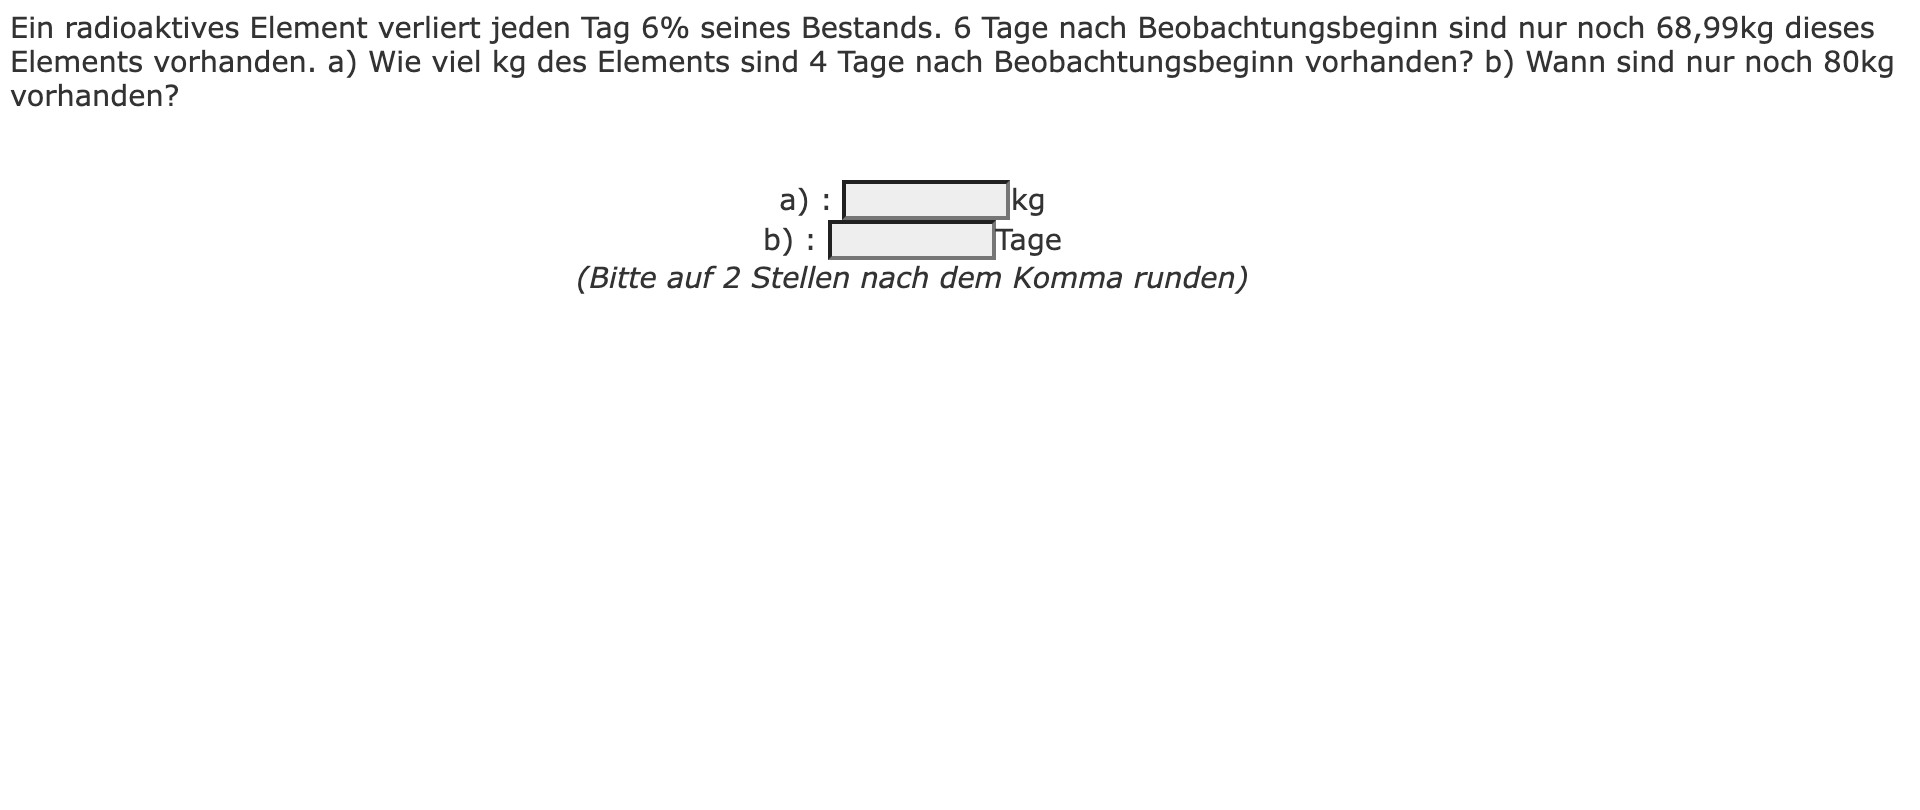 Ein radioaktives Element verliert jeden Tag 6% seines Bestands. 6 Tage nach Beobachtungsbeginn sind nur noch 68,99kg dieses
Elements vorhanden. a) Wie viel kg des Elements sind 4 Tage nach Beobachtungsbeginn vorhanden? b) Wann sind nur noch 80kg
vorhanden?
a) : kg
b) : Tage
(Bitte auf 2 Stellen nach dem Komma runden)